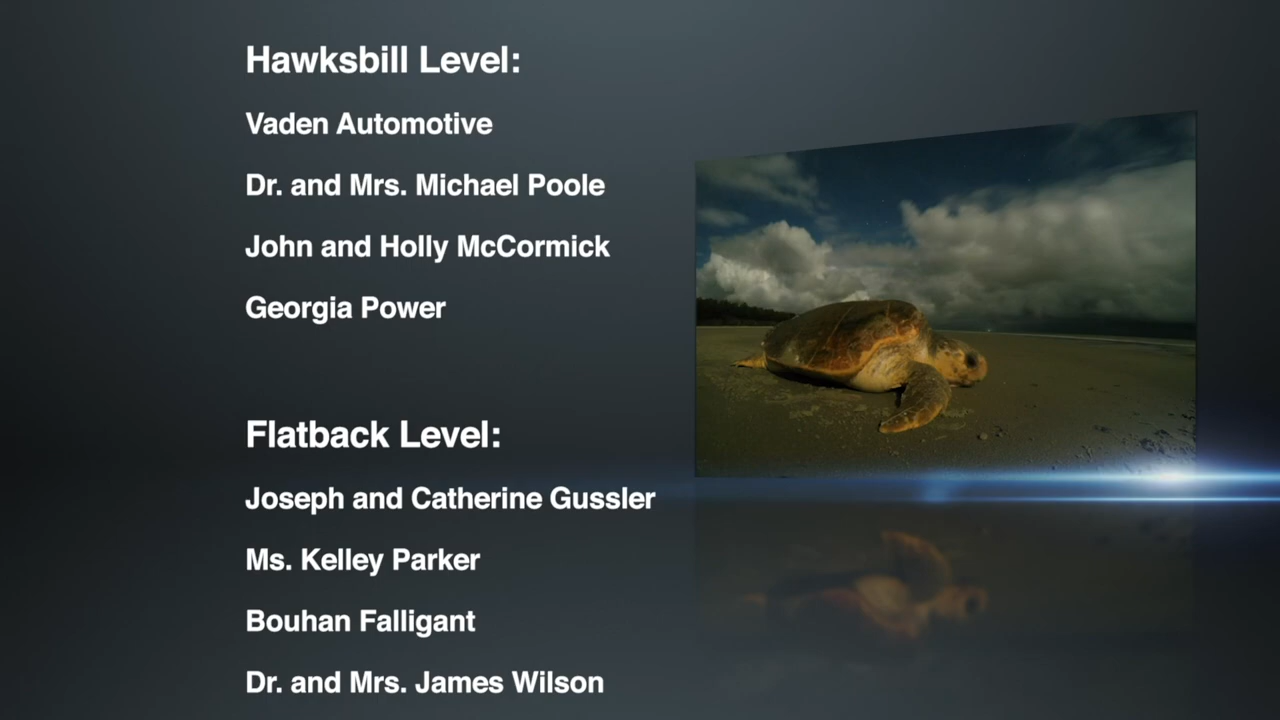 Hawksbill Level:
Vaden Automotive
Dr. and Mrs. Michael Poole
John and Holly McCormick
Georgia Power
Flatback Level:
Joseph and Catherine Gussler
Ms. Kelley Parker
Bouhan Falligant
Dr. and Mrs. James Wilson